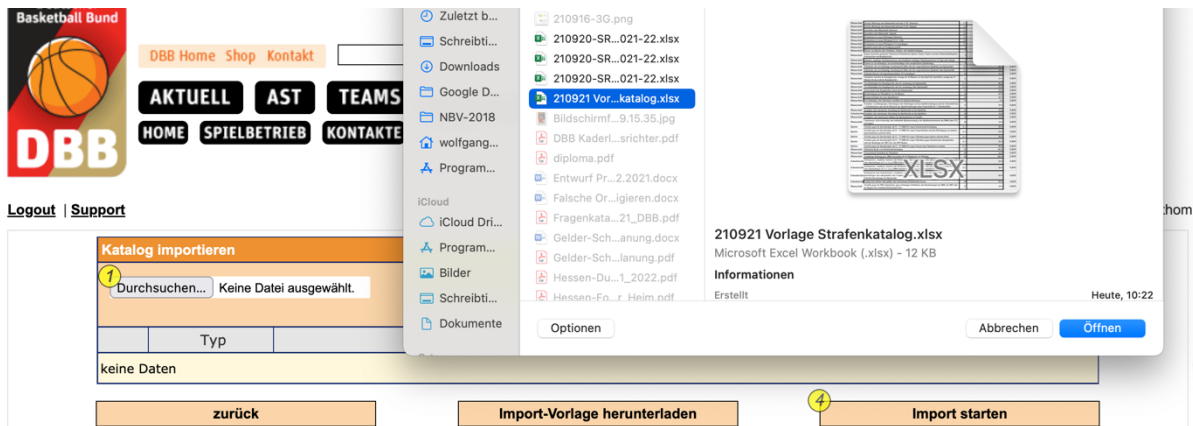 Basketball Bund
DBB Home Shop Kontakt
AKTUELL AST TEAMS
HOME SPIELBETRIEB KONTAKTE
DBB
Logout | Support
Katalog importieren
1
Durchsuchen... Keine Datei ausgewählt.
Typ
keine Daten
zurück
Import-Vorlage herunterladen
4
Import starten
Zuletzt b...
Schreibti...
Downloads
Google D...
NBV-2018
wolfgang...
Program...
iCloud
iCloud Dri...
Program...
Bilder
Schreibti...
Dokumente
210916-3G.png
210920-SR...021-22.xlsx
210920-SR...021-22.xlsx
210920-SR...021-22.xlsx
210921 Vor...katalog.xlsx
Bildschirmf...9.15.35.jpg
DBB Kaderl...srichter.pdf
diploma.pdf
Entwurf Pr...2.2021.docx
Falsche Or...igieren.docx
Fragenkata...21_DBB.pdf
Gelder-Sch...anung.docx
Gelder-Sch...lanung.pdf
Hessen-Du...1_2022.pdf
Hessen-Fo...r Heim.pdf
XLSX
210921 Vorlage Strafenkatalog.xlsx
Microsoft Excel Workbook (.xlsx) - 12 KB
Informationen
Erstellt Heute, 10:22
Optionen
Abbrechen
Öffnen
thom